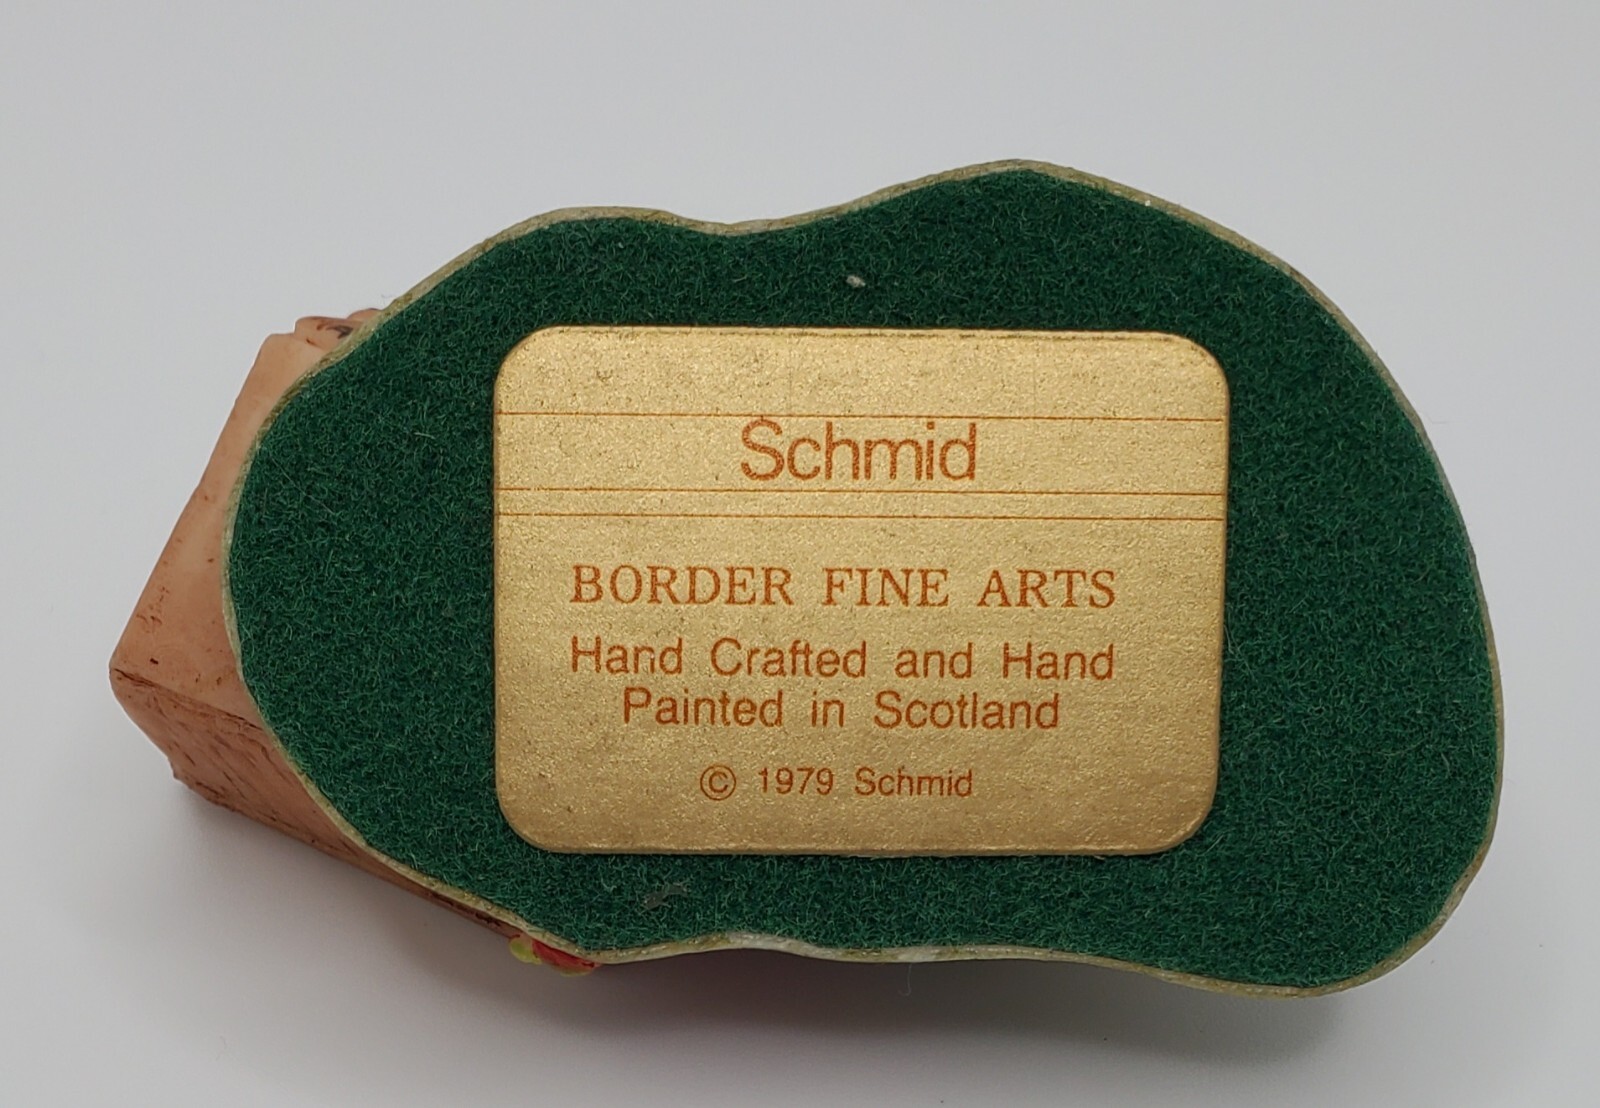 Schmid
BORDER FINE ARTS
Hand Crafted and Hand
Painted in Scotland
© 1979 Schmid